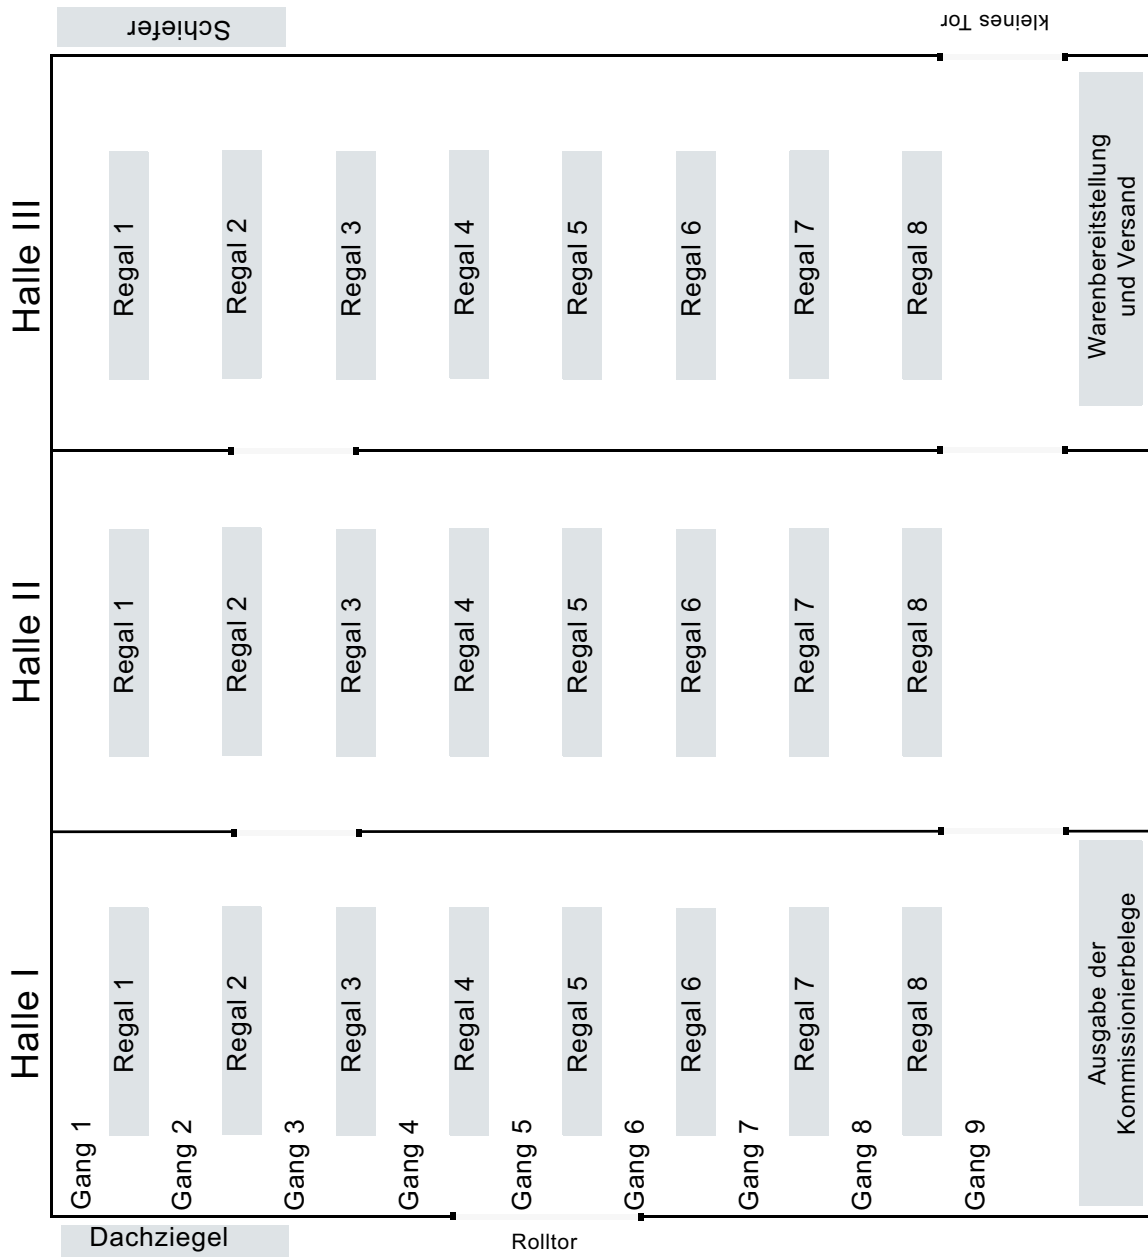 Schiefer
kleines Tor
Halle III
Regal 1
Regal 2
Regal 3
Regal 4
Regal 5
Regal 6
Regal 7
Regal 8
Warenbereitstellung
und Versand
Halle II
Regal 1
Regal 2
Regal 3
Regal 4
Regal 5
Regal 6
Regal 7
Regal 8
Halle I
Regal 1
Regal 2
Regal 3
Regal 4
Regal 5
Regal 6
Regal 7
Regal 8
Ausgabe der
Kommissionierbelege
Gang 1
Gang 2
Gang 3
Gang 4
Gang 5
Gang 6
Gang 7
Gang 8
Gang 9
Dachziegel
Rolltor